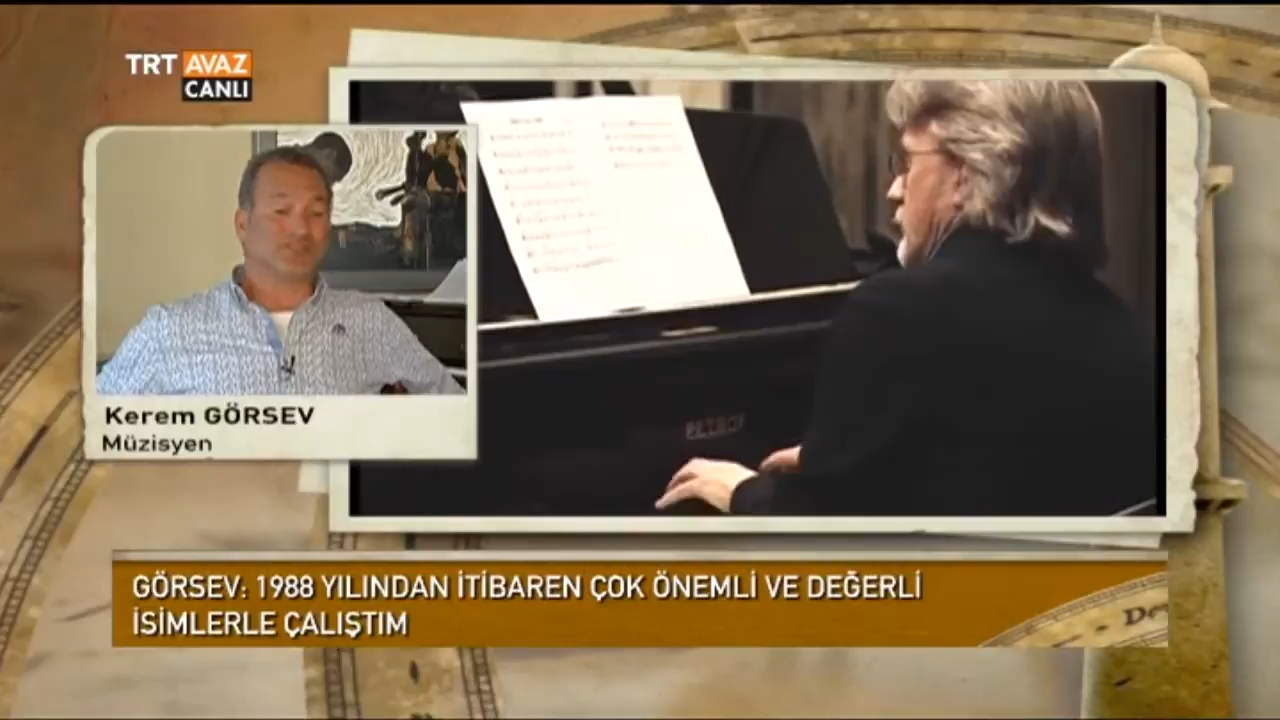 TRT AVAZ
CANLI
Kerem GÖRSEV
Müzisyen
PETROF
GÖRSEV: 1988 YILINDAN İTİBAREN ÇOK ÖNEMLİ VE DEĞERLİ
İSİMLERLE ÇALIŞTIM